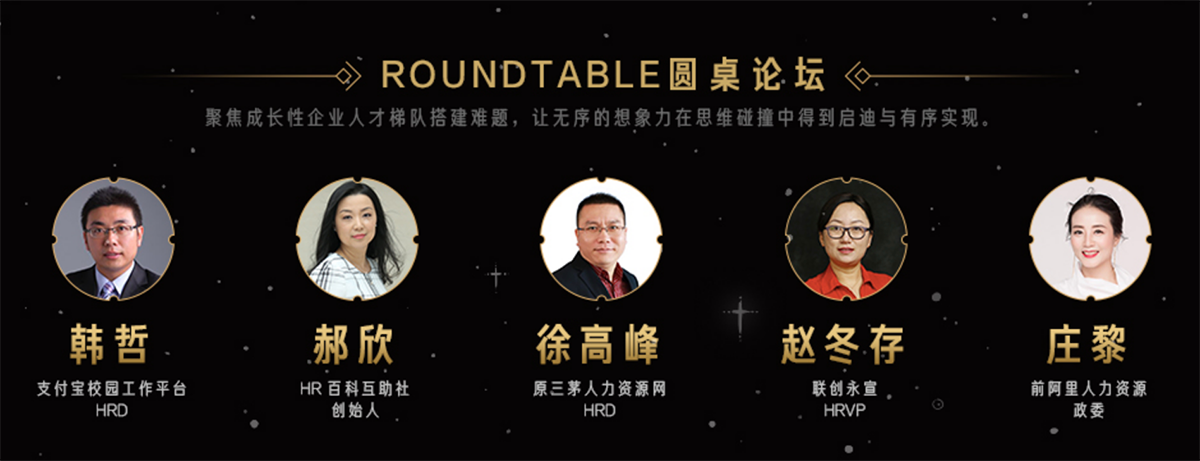 ROUNDTABLE圆桌论坛
聚焦成长性企业人才梯队搭建难题，让无序的想象力在思维碰撞中得到启迪与有序实现。
韩哲
支付宝校园工作平台
HRD
郝欣
HR 百科互助社
创始人
徐高峰
原三茅人力资源网
HRD
赵冬存
联创永宣
HRVP
庄黎
前阿里人力资源
政委